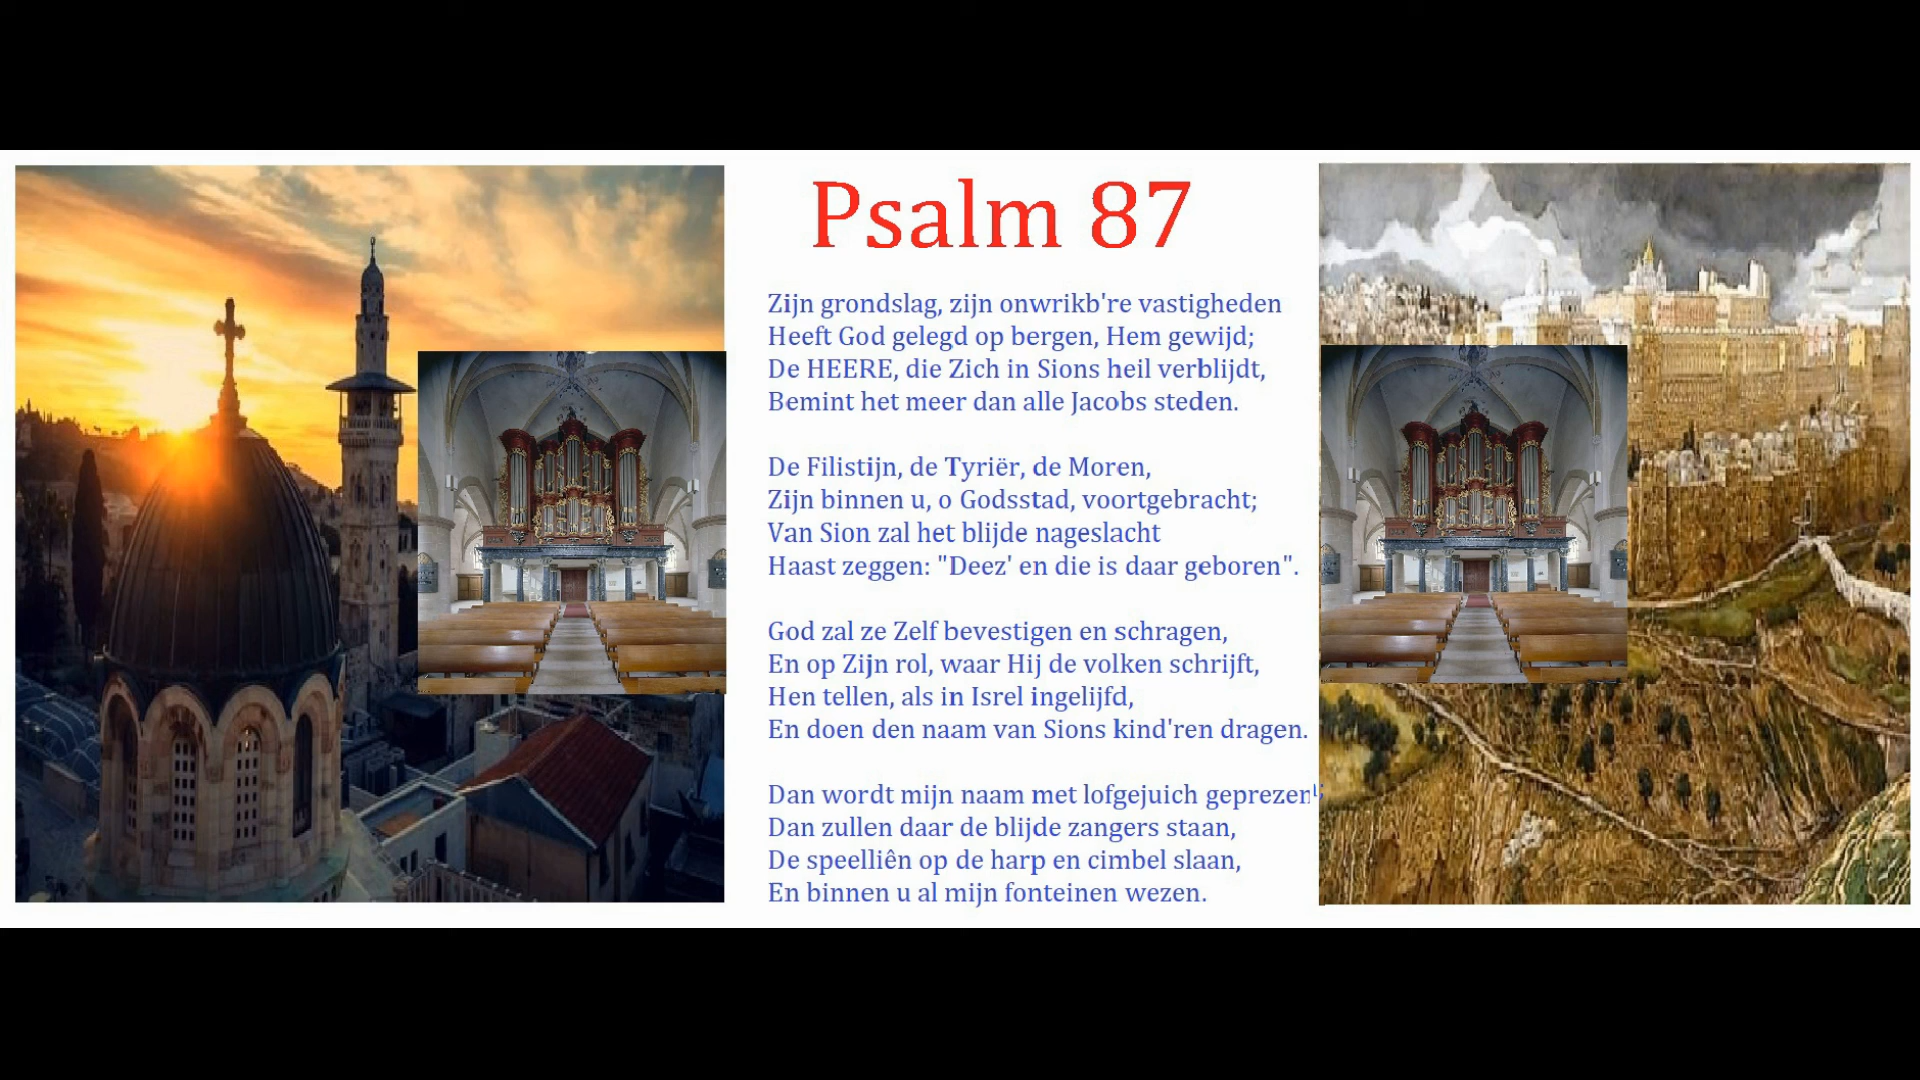 Psalm 87
Zijn grondslag, zijn onwrikb're vastigheden
Heeft God gelegd op bergen, Hem gewijd;
De HEERE, die Zich in Sions heil verblijdt,
Bemint het meer dan alle Jacobs steden.
De Filistijn, de Tyriër, de Moren,
Zijn binnen u, o Godsstad, voortgebracht;
Van Sion zal het blijde nageslacht
Haast zeggen: "Deez' en die is daar geboren".
God zal ze Zelf bevestigen en schragen,
En op Zijn rol, waar Hij de volken schrijft,
Hen tellen, als in Isrel ingelijfd,
En doen den naam van Sions kind'ren dragen.
Dan wordt mijn naam met lofgejuich geprezen;
Dan zullen daar de blijde zangers staan,
De speelliên op de harp en cimbel slaan,
En binnen u al mijn fonteinen wezen.